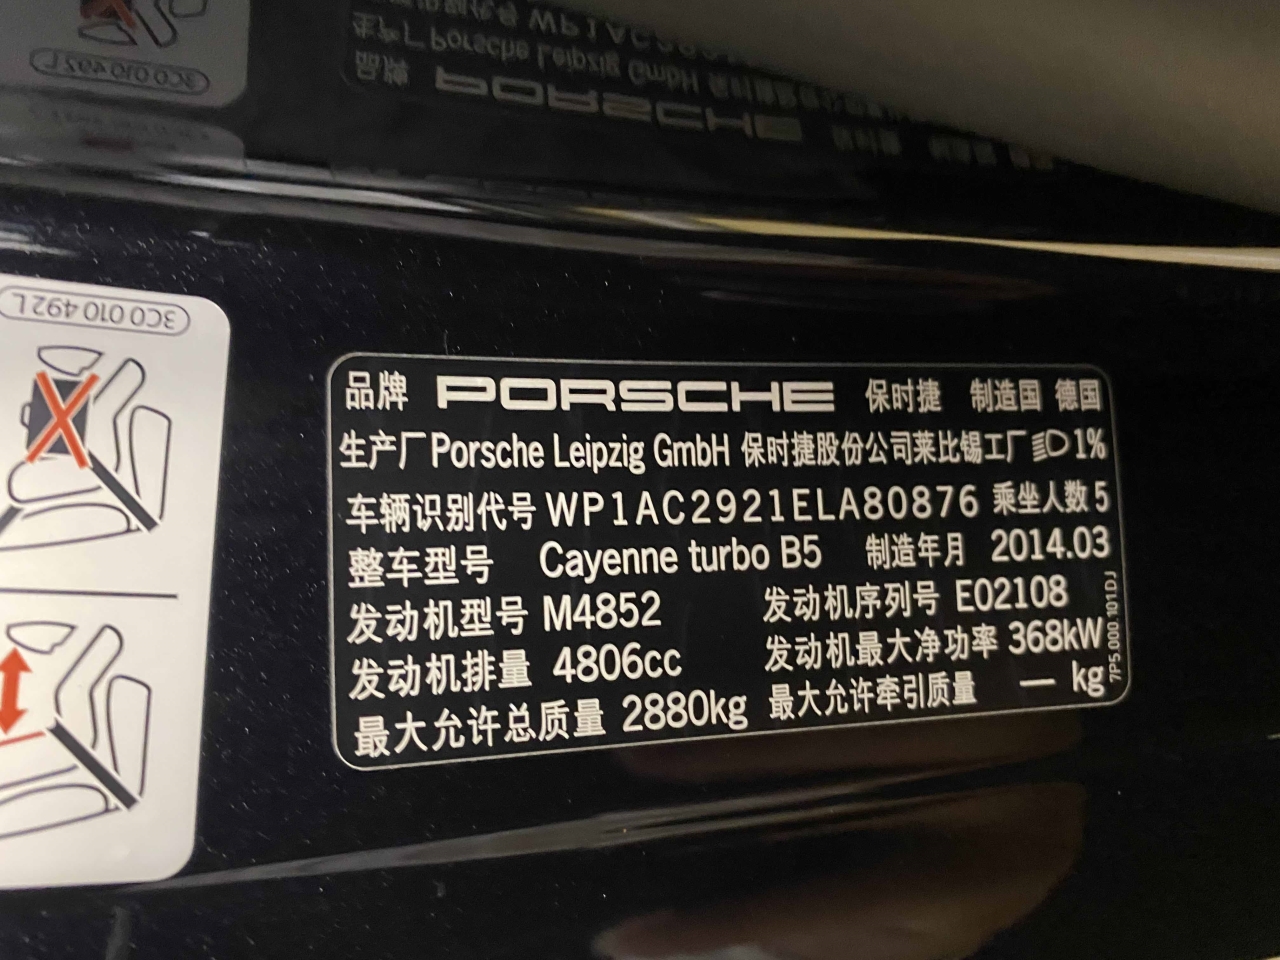 3C0 010 492 L
品牌 PORSCHE 保时捷 制造国 德国
生产厂 Porsche Leipzig GmbH 保时捷股份公司莱比锡工厂 1%
车辆识别代号 WP1AC2921ELA80876 乘坐人数 5
整车型号 Cayenne turbo B5 制造年月 2014.03
发动机型号 M4852 发动机序列号 E02108
发动机排量 4806cc 发动机最大净功率 368kW
最大允许总质量 2880kg 最大允许牵引质量 — kg
7P5.000.101.DJ